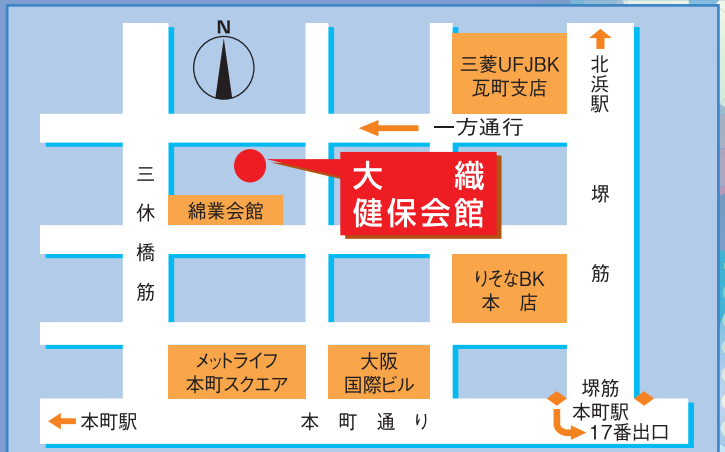 N
三菱UFJBK
瓦町支店
北浜駅
一方通行
大 織
健保会館
三休橋筋
綿業会館
堺筋
りそなBK
本 店
メットライフ
本町スクエア
大阪
国際ビル
堺筋
本町駅
17番出口
本町駅
本町通り